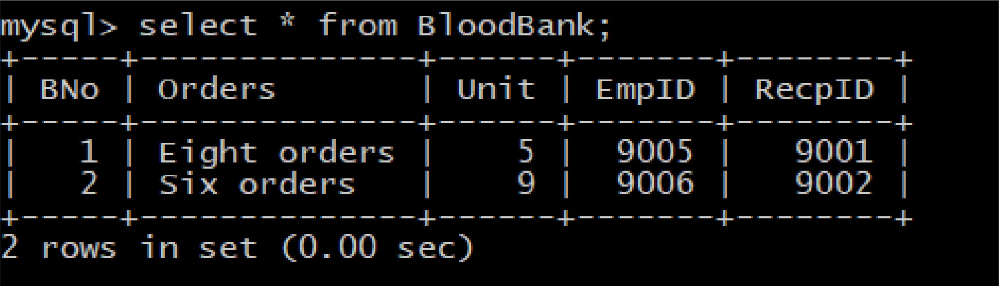 mysql> select * from BloodBank;
+-----+--------------+------+-------+---------+
| BNo | Orders       | Unit | EmpID | RecpID |
+-----+--------------+------+-------+--------+
|   1 | Eight orders |    5 |  9005 |   9001 |
|   2 | Six orders   |    9 |  9006 |   9002 |
+-----+--------------+------+-------+--------+
2 rows in set (0.00 sec)